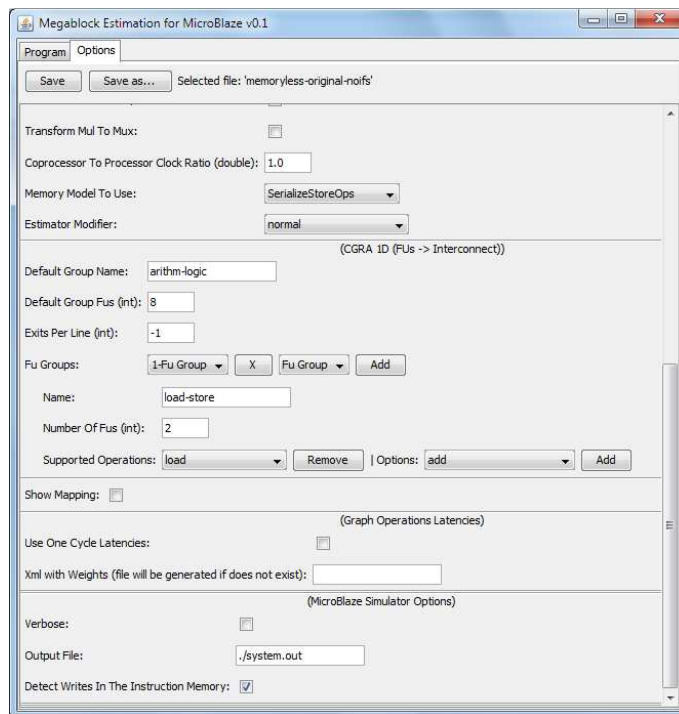 Megablock Estimation for MicroBlaze v0.1
Program Options
Save Save as... Selected file: 'memoryless-original-noifs'
Transform Mul To Mux:
Coprocessor To Processor Clock Ratio (double): 1.0
Memory Model To Use: SerializeStoreOps
Estimator Modifier: normal
(CGRA 1D (FUs -> Interconnect))
Default Group Name: arithm-logic
Default Group Fus (int): 8
Exits Per Line (int): -1
Fu Groups: 1-Fu Group X Fu Group Add
Name: load-store
Number Of Fus (int): 2
Supported Operations: load Remove | Options: add Add
Show Mapping:
(Graph Operations Latencies)
Use One Cycle Latencies:
Xml with Weights (file will be generated if does not exist):
(MicroBlaze Simulator Options)
Verbose:
Output File: ./system.out
Detect Writes In The Instruction Memory: